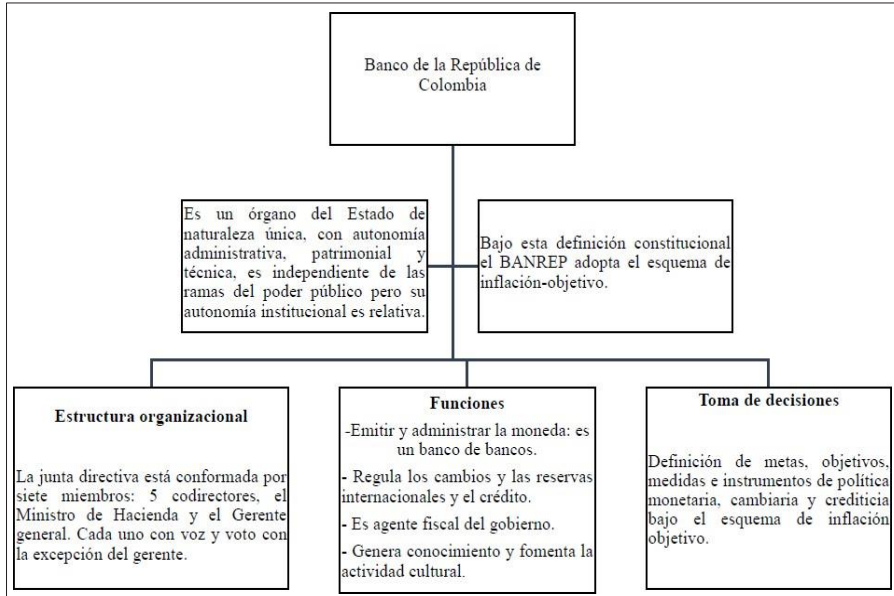 Banco de la República de
Colombia
Es un órgano del Estado de
naturaleza única, con autonomía
administrativa, patrimonial y
técnica, es independiente de las
ramas del poder público pero su
autonomía institucional es relativa.
Bajo esta definición constitucional
el BANREP adopta el esquema de
inflación-objetivo.
Estructura organizacional
La junta directiva está conformada por
siete miembros: 5 codirectores, el
Ministro de Hacienda y el Gerente
general. Cada uno con voz y voto con
la excepción del gerente.
Funciones
-Emitir y administrar la moneda: es
un banco de bancos.
- Regula los cambios y las reservas
internacionales y el crédito.
- Es agente fiscal del gobierno.
- Genera conocimiento y fomenta la
actividad cultural.
Toma de decisiones
Definición de metas, objetivos,
medidas e instrumentos de política
monetaria, cambiaria y crediticia
bajo el esquema de inflación
objetivo.